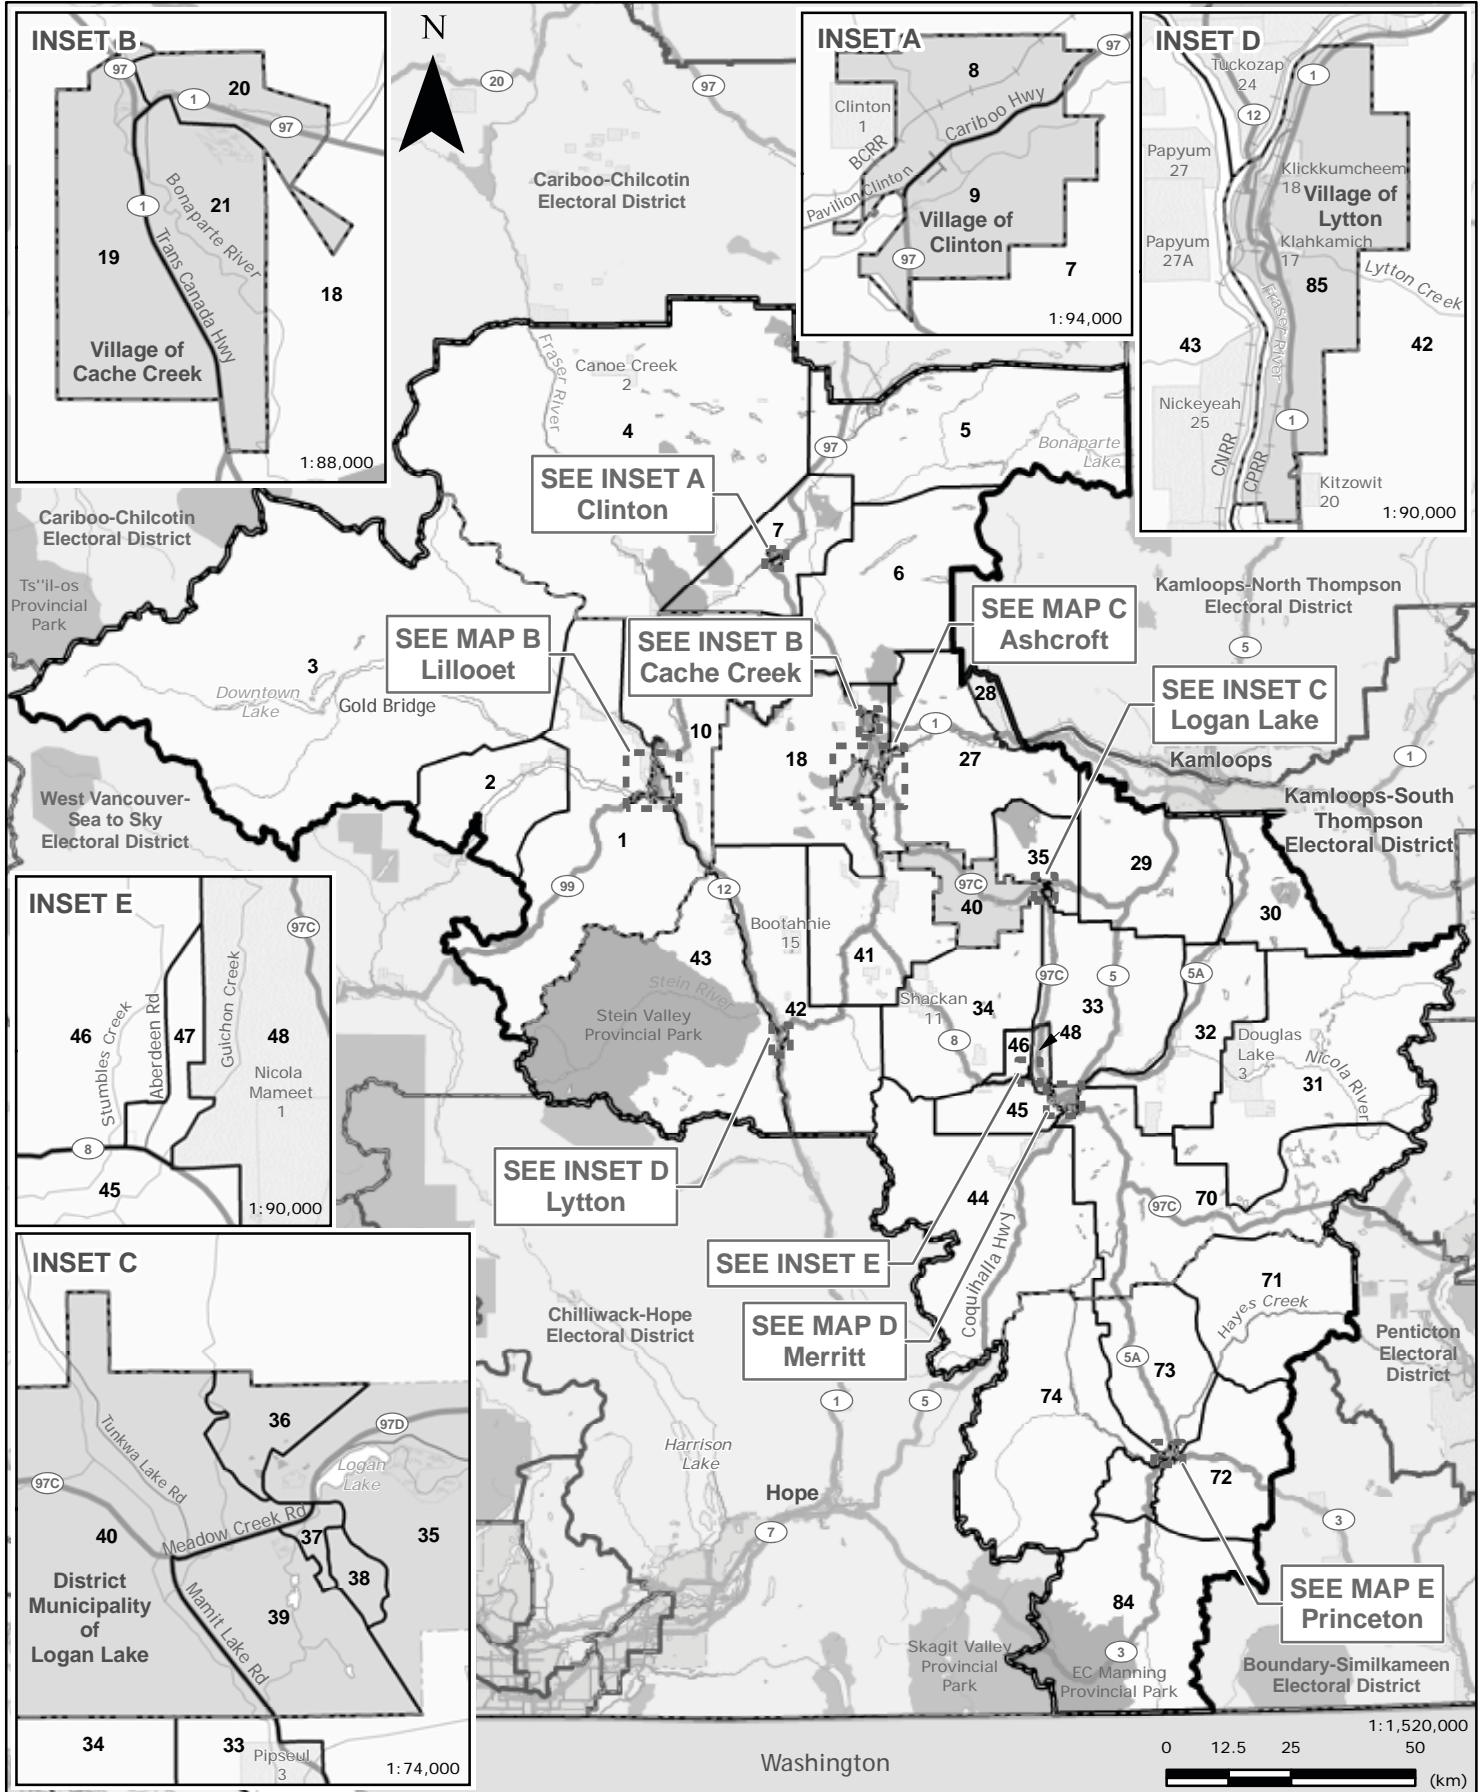 INSET B
97
20
1
97
Bonaparte River
21
1
19
Trans Canada Hwy
18
Village of
Cache Creek
1:88,000
N
20
97
Cariboo-Chilcotin
Electoral District
INSET A
97
8
Clinton
1
Cariboo Hwy
BCRR
Pavilion Clinton
9
Village of
Clinton
97
7
1:94,000
INSET D
Tuckozap
24
1
12
Papyum
27
Klickkumcheem
18
Village of
Lytton
Papyum
27A
Klahkamich
17
Lytton Creek
85
Fraser River
43
42
Nickeyeah
25
1
CNRR
CPRR
Kitzowit
20
1:90,000
Fraser River
Canoe Creek
2
4
5
97
Bonaparte
Lake
SEE INSET A
Clinton
7
6
Cariboo-Chilcotin
Electoral District
Ts''il-os
Provincial
Park
Kamloops-North Thompson
Electoral District
5
SEE MAP B
Lillooet
SEE INSET B
Cache Creek
SEE MAP C
Ashcroft
SEE INSET C
Logan Lake
3
Downtown
Lake
Gold Bridge
28
10
1
18
27
Kamloops
1
2
West Vancouver-
Sea to Sky
Electoral District
Kamloops-South
Thompson
Electoral District
1
35
29
99
12
97C
40
30
INSET E
97C
46
Stumbles Creek
Aberdeen Rd
47
Guichon Creek
48
Nicola
Mameet
1
8
45
1:90,000
Bootahnie
15
43
41
Stein River
97C
5
5A
Stein Valley
Provincial Park
42
Shackan
11
34
33
8
46
48
32
Douglas
Lake
3
Nicola River
31
45
SEE INSET D
Lytton
44
70
97C
Coquihalla Hwy
SEE INSET E
71
Hayes Creek
SEE MAP D
Merritt
Chilliwack-Hope
Electoral District
Penticton
Electoral
District
5A
73
74
1
5
INSET C
36
97D
Tunkwa Lake Rd
Logan
Lake
97C
Meadow Creek Rd
40
37
35
38
District
Municipality
of
Logan Lake
Mamit Lake Rd
39
34
33
Pipseul
3
1:74,000
Harrison
Lake
Hope
7
72
3
SEE MAP E
Princeton
84
Skagit Valley
Provincial
Park
3
EC Manning
Provincial Park
Boundary-Similkameen
Electoral District
Washington
1:1,520,000
0 12.5 25 50
(km)